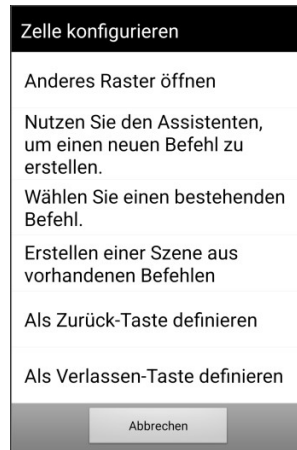 Zelle konfigurieren
Anderes Raster öffnen
Nutzen Sie den Assistenten,
um einen neuen Befehl zu
erstellen.
Wählen Sie einen bestehenden
Befehl.
Erstellen einer Szene aus
vorhandenen Befehlen
Als Zurück-Taste definieren
Als Verlassen-Taste definieren
Abbrechen